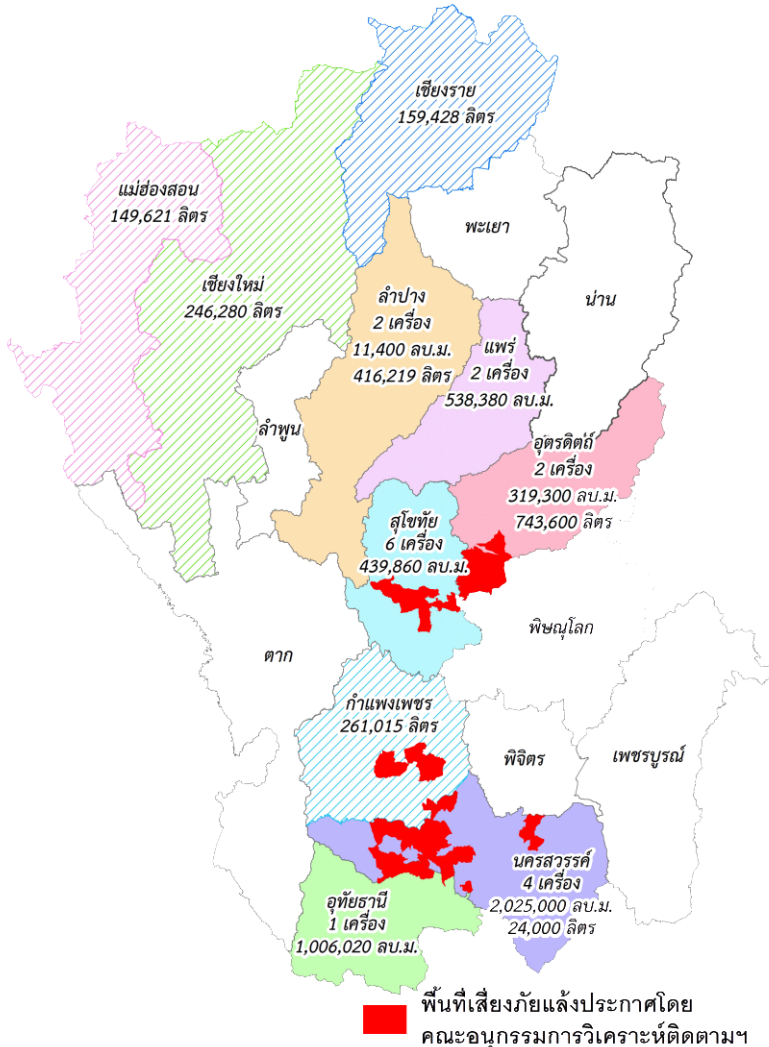 เชียงราย
159,428 ลิตร
แม่ฮ่องสอน
149,621 ลิตร
พะเยา
เชียงใหม่
246,280 ลิตร
ลำปาง
2 เครื่อง
11,400 ลบ.ม.
416,219 ลิตร
น่าน
แพร่
2 เครื่อง
538,380 ลบ.ม.
ลำพูน
อุตรดิตถ์
2 เครื่อง
319,300 ลบ.ม.
743,600 ลิตร
สุโขทัย
6 เครื่อง
439,860 ลบ.ม.
พิษณุโลก
ตาก
กำแพงเพชร
261,015 ลิตร
พิจิตร
เพชรบูรณ์
นครสวรรค์
4 เครื่อง
2,025,000 ลบ.ม.
24,000 ลิตร
อุทัยธานี
1 เครื่อง
1,006,020 ลบ.ม.
พื้นที่เสี่ยงภัยแล้งประกาศโดย
คณะอนุกรรมการวิเคราะห์ติดตามฯ